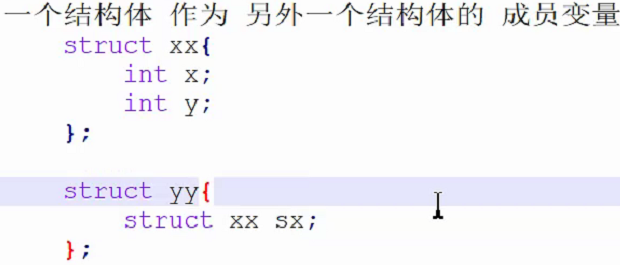 一个结构体 作为 另外一个结构体的 成员变量
struct xx{
int x;
int y;
};
struct yy{
struct xx sx;
};